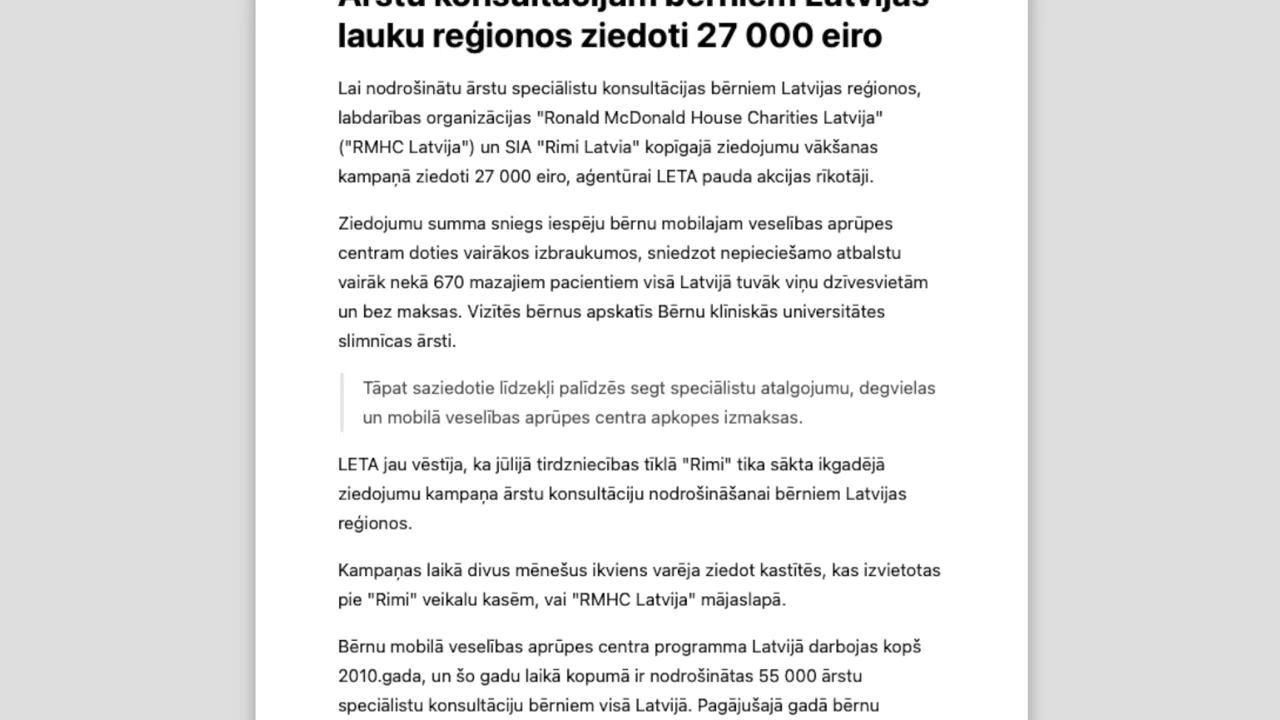 Ārstu konsultācijām bērniem Latvijas
lauku reģionos ziedoti 27 000 eiro
Lai nodrošinātu ārstu speciālistu konsultācijas bērniem Latvijas reģionos,
labdarības organizācijas "Ronald McDonald House Charities Latvija"
("RMHC Latvija") un SIA "Rimi Latvia" kopīgajā ziedojumu vākšanas
kampaņā ziedoti 27 000 eiro, aģentūrai LETA pauda akcijas rīkotāji.
Ziedojumu summa sniegs iespēju bērnu mobilajam veselības aprūpes
centram doties vairākos izbraukumos, sniedzot nepieciešamo atbalstu
vairāk nekā 670 mazajiem pacientiem visā Latvijā tuvāk viņu dzīvesvietām
un bez maksas. Vizītēs bērnus apskatīs Bērnu klīniskās universitātes
slimnīcas ārsti.
Tāpat saziedotie līdzekļi palīdzēs segt speciālistu atalgojumu, degvielas
un mobilā veselības aprūpes centra apkopes izmaksas.
LETA jau vēstīja, ka jūlijā tirdzniecības tīklā "Rimi" tika sākta ikgadējā
ziedojumu kampaņa ārstu konsultāciju nodrošināšanai bērniem Latvijas
reģionos.
Kampaņas laikā divus mēnešus ikviens varēja ziedot kastītēs, kas izvietotas
pie "Rimi" veikalu kasēm, vai "RMHC Latvija" mājaslapā.
Bērnu mobilā veselības aprūpes centra programma Latvijā darbojas kopš
2010.gada, un šo gadu laikā kopumā ir nodrošinātas 55 000 ārstu
speciālistu konsultāciju bērniem visā Latvijā. Pagājušajā gadā bērnu